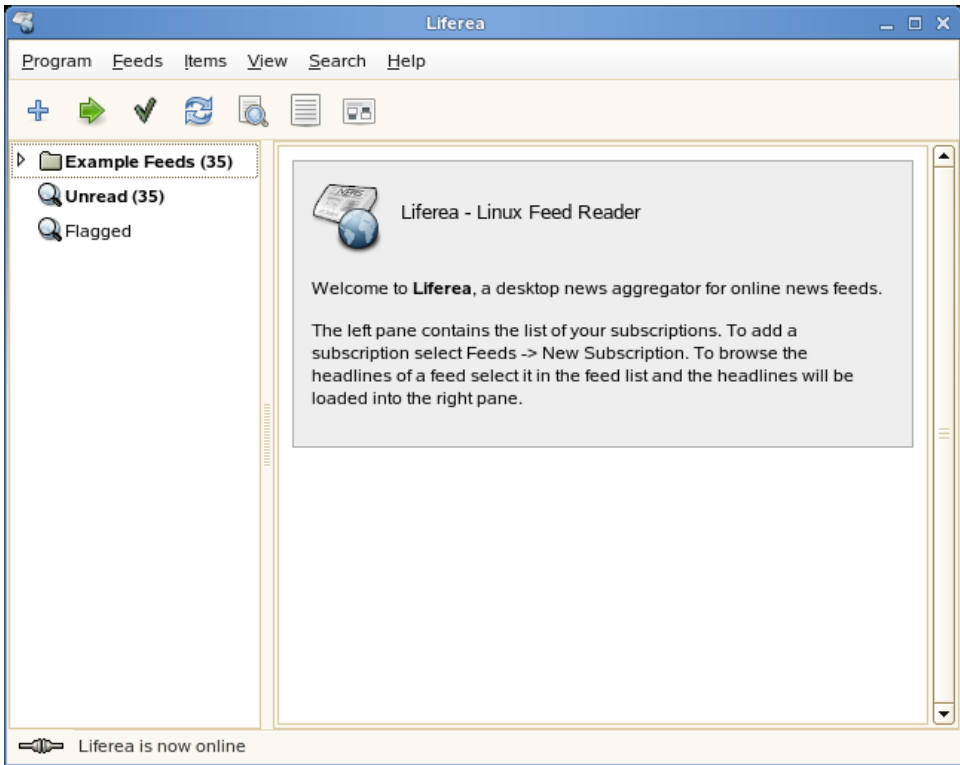 Liferea
Program Feeds Items View Search Help
Example Feeds (35)
Unread (35)
Flagged
NEWS
Liferea - Linux Feed Reader
Welcome to Liferea, a desktop news aggregator for online news feeds.
The left pane contains the list of your subscriptions. To add a
subscription select Feeds -> New Subscription. To browse the
headlines of a feed select it in the feed list and the headlines will be
loaded into the right pane.
Liferea is now online